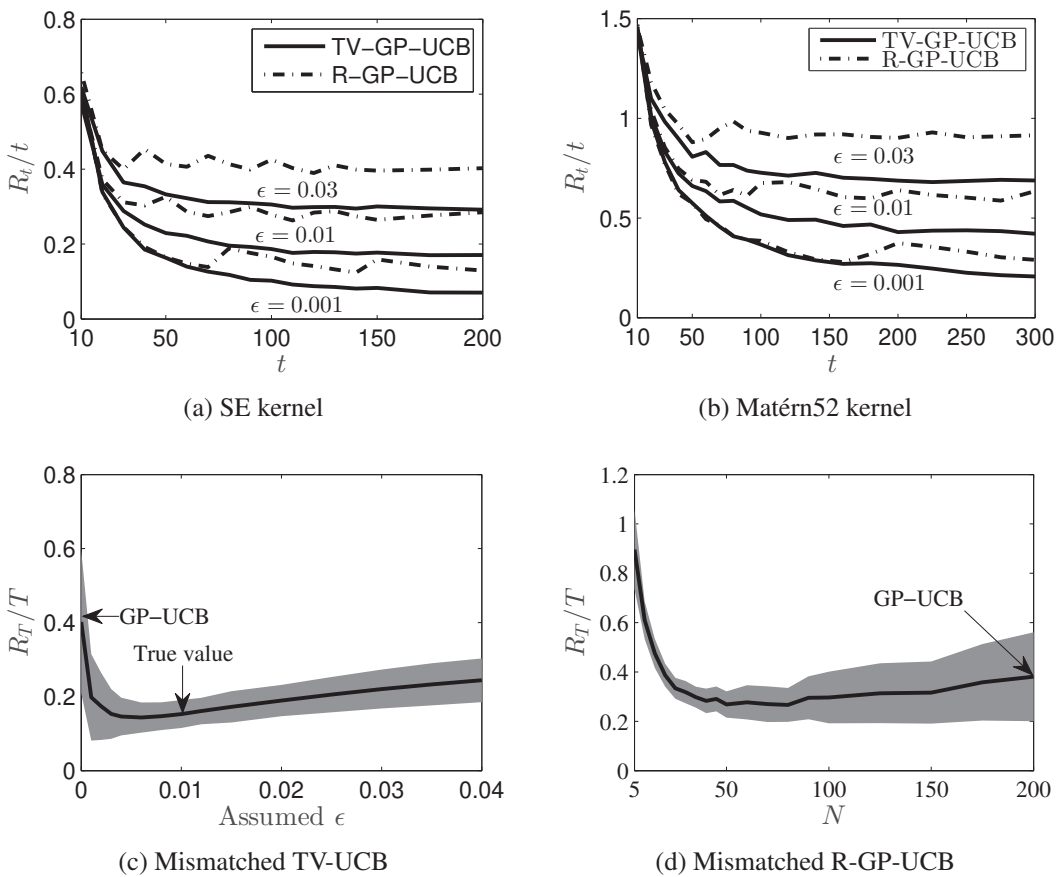 0.8
0.6
0.4
0.2
0
R_t/t
TV−GP−UCB
R−GP−UCB
ϵ = 0.03
ϵ = 0.01
ϵ = 0.001
10 50 100 150 200
t
(a) SE kernel
1.5
1
0.5
0
R_t/t
TV-GP-UCB
R-GP-UCB
ϵ = 0.03
ϵ = 0.01
ϵ = 0.001
10 50 100 150 200 250 300
t
(b) Matérn52 kernel
0.8
0.6
0.4
0.2
0
R_T/T
GP−UCB
True value
0 0.01 0.02 0.03 0.04
Assumed ϵ
(c) Mismatched TV-UCB
1.2
1
0.8
0.6
0.4
0.2
0
R_T/T
GP−UCB
5 50 100 150 200
N
(d) Mismatched R-GP-UCB